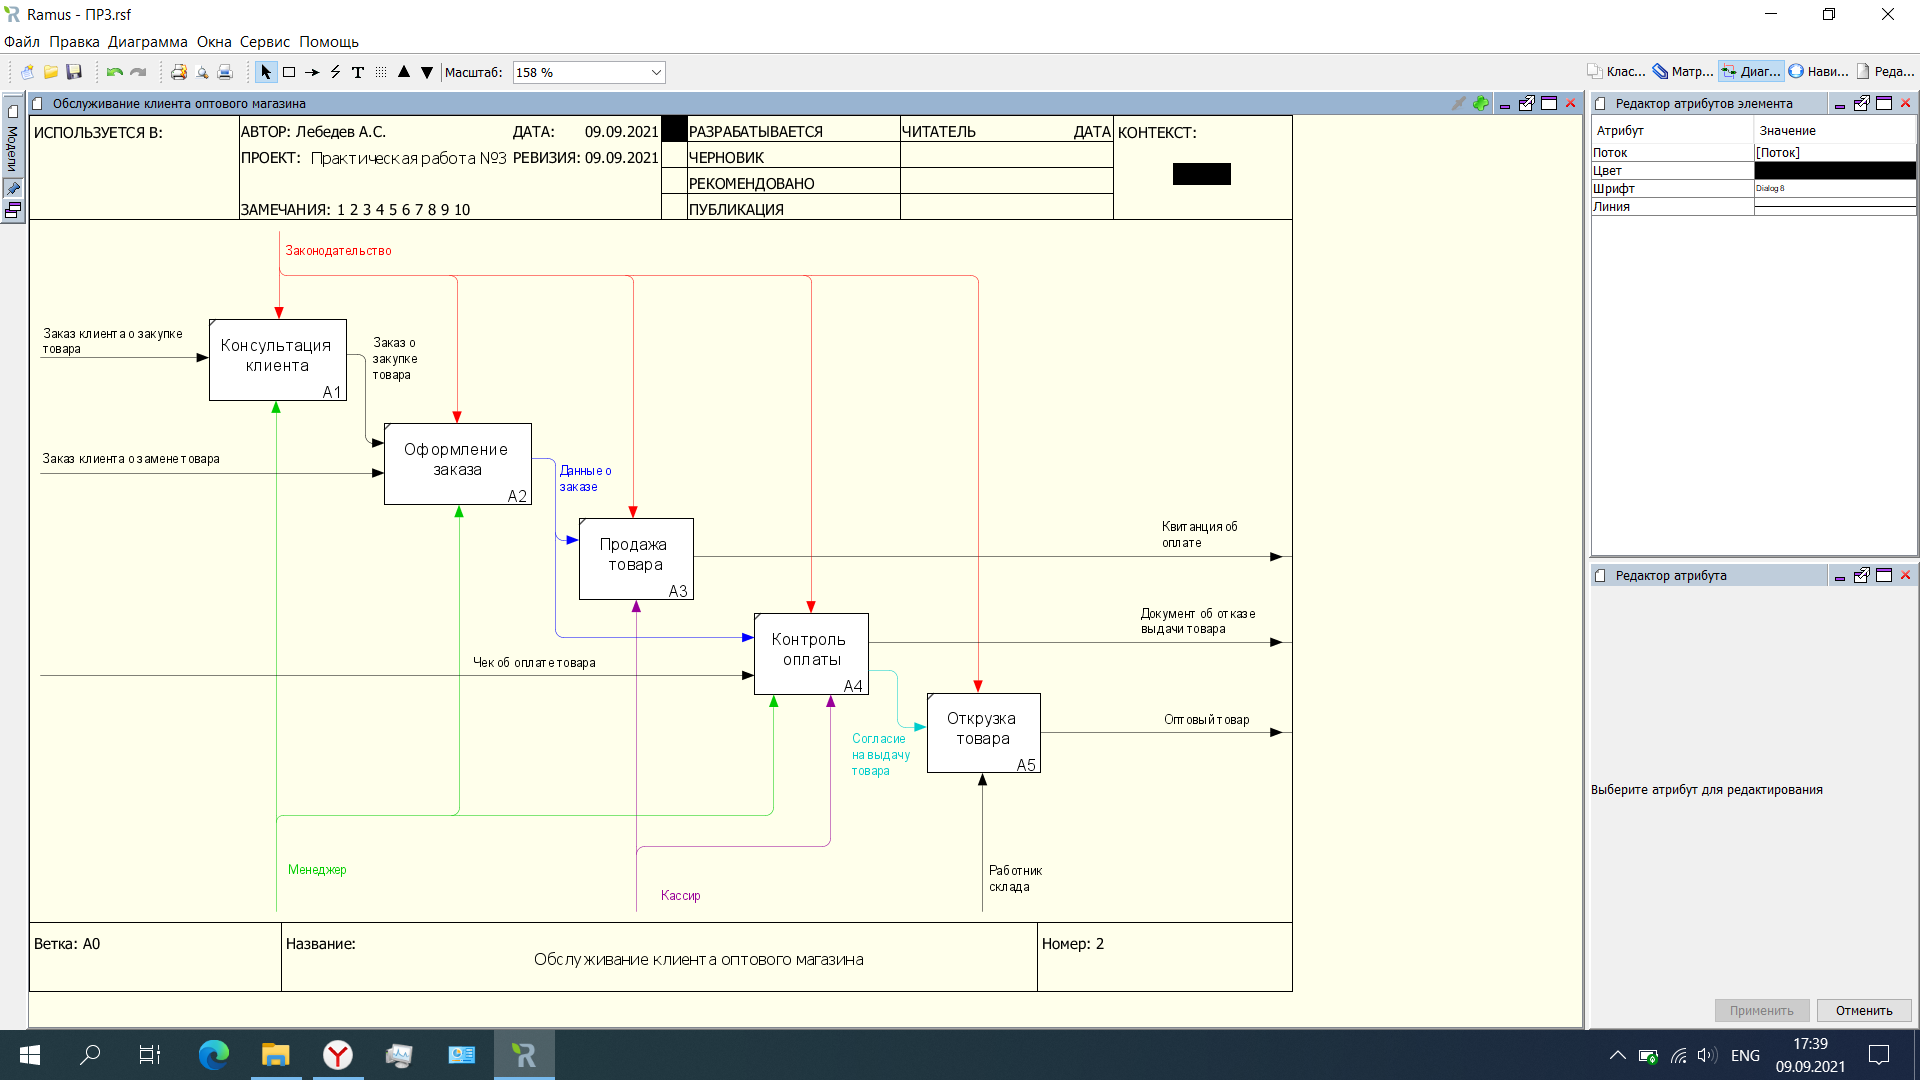 Ramus - ПР3.rsf
Файл Правка Диаграмма Окна Сервис Помощь
Масштаб: 158 %
Клас... Матр... Диаг... Нави... Реда...
Модели
Обслуживание клиента оптового магазина
ИСПОЛЬЗУЕТСЯ В:
АВТОР: Лебедев А.С. ДАТА: 09.09.2021
ПРОЕКТ: Практическая работа №3 РЕВИЗИЯ: 09.09.2021
ЗАМЕЧАНИЯ: 1 2 3 4 5 6 7 8 9 10
РАЗРАБАТЫВАЕТСЯ
ЧЕРНОВИК
РЕКОМЕНДОВАНО
ПУБЛИКАЦИЯ
ЧИТАТЕЛЬ ДАТА
КОНТЕКСТ:
Законодательство
Заказ клиента о закупке
товара
Консультация
клиента
A1
Заказ о
закупке
товара
Заказ клиента о замене товара
Оформление
заказа
A2
Данные о
заказе
Продажа
товара
A3
Квитанция об
оплате
Чек об оплате товара
Контроль
оплаты
A4
Документ об отказе
выдачи товара
Согласие
на выдачу
товара
Открузка
товара
A5
Оптовый товар
Менеджер
Кассир
Работник
склада
Ветка: A0
Название:
Обслуживание клиента оптового магазина
Номер: 2
Редактор атрибутов элемента
Атрибут Значение
Поток [Поток]
Цвет
Шрифт Dialog 8
Линия
Редактор атрибута
Выберите атрибут для редактирования
Применить Отменить
ENG
17:39
09.09.2021